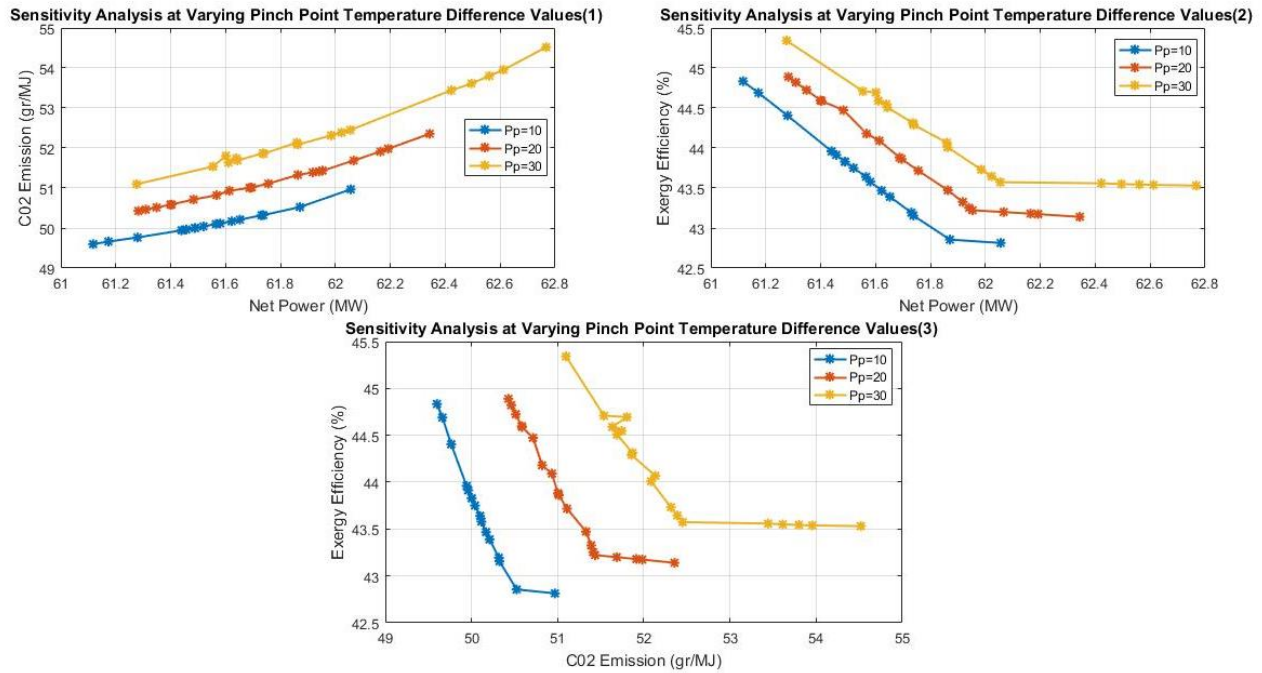 Sensitivity Analysis at Varying Pinch Point Temperature Difference Values(1)
55
54
53
52
51
50
49
C02 Emission (gr/MJ)
Pp=10
Pp=20
Pp=30
61 61.2 61.4 61.6 61.8 62 62.2 62.4 62.6 62.8
Net Power (MW)
Sensitivity Analysis at Varying Pinch Point Temperature Difference Values(2)
45.5
45
44.5
44
43.5
43
42.5
Exergy Efficiency (%)
Pp=10
Pp=20
Pp=30
61 61.2 61.4 61.6 61.8 62 62.2 62.4 62.6 62.8
Net Power (MW)
Sensitivity Analysis at Varying Pinch Point Temperature Difference Values(3)
45.5
45
44.5
44
43.5
43
42.5
Exergy Efficiency (%)
Pp=10
Pp=20
Pp=30
49 50 51 52 53 54 55
C02 Emission (gr/MJ)